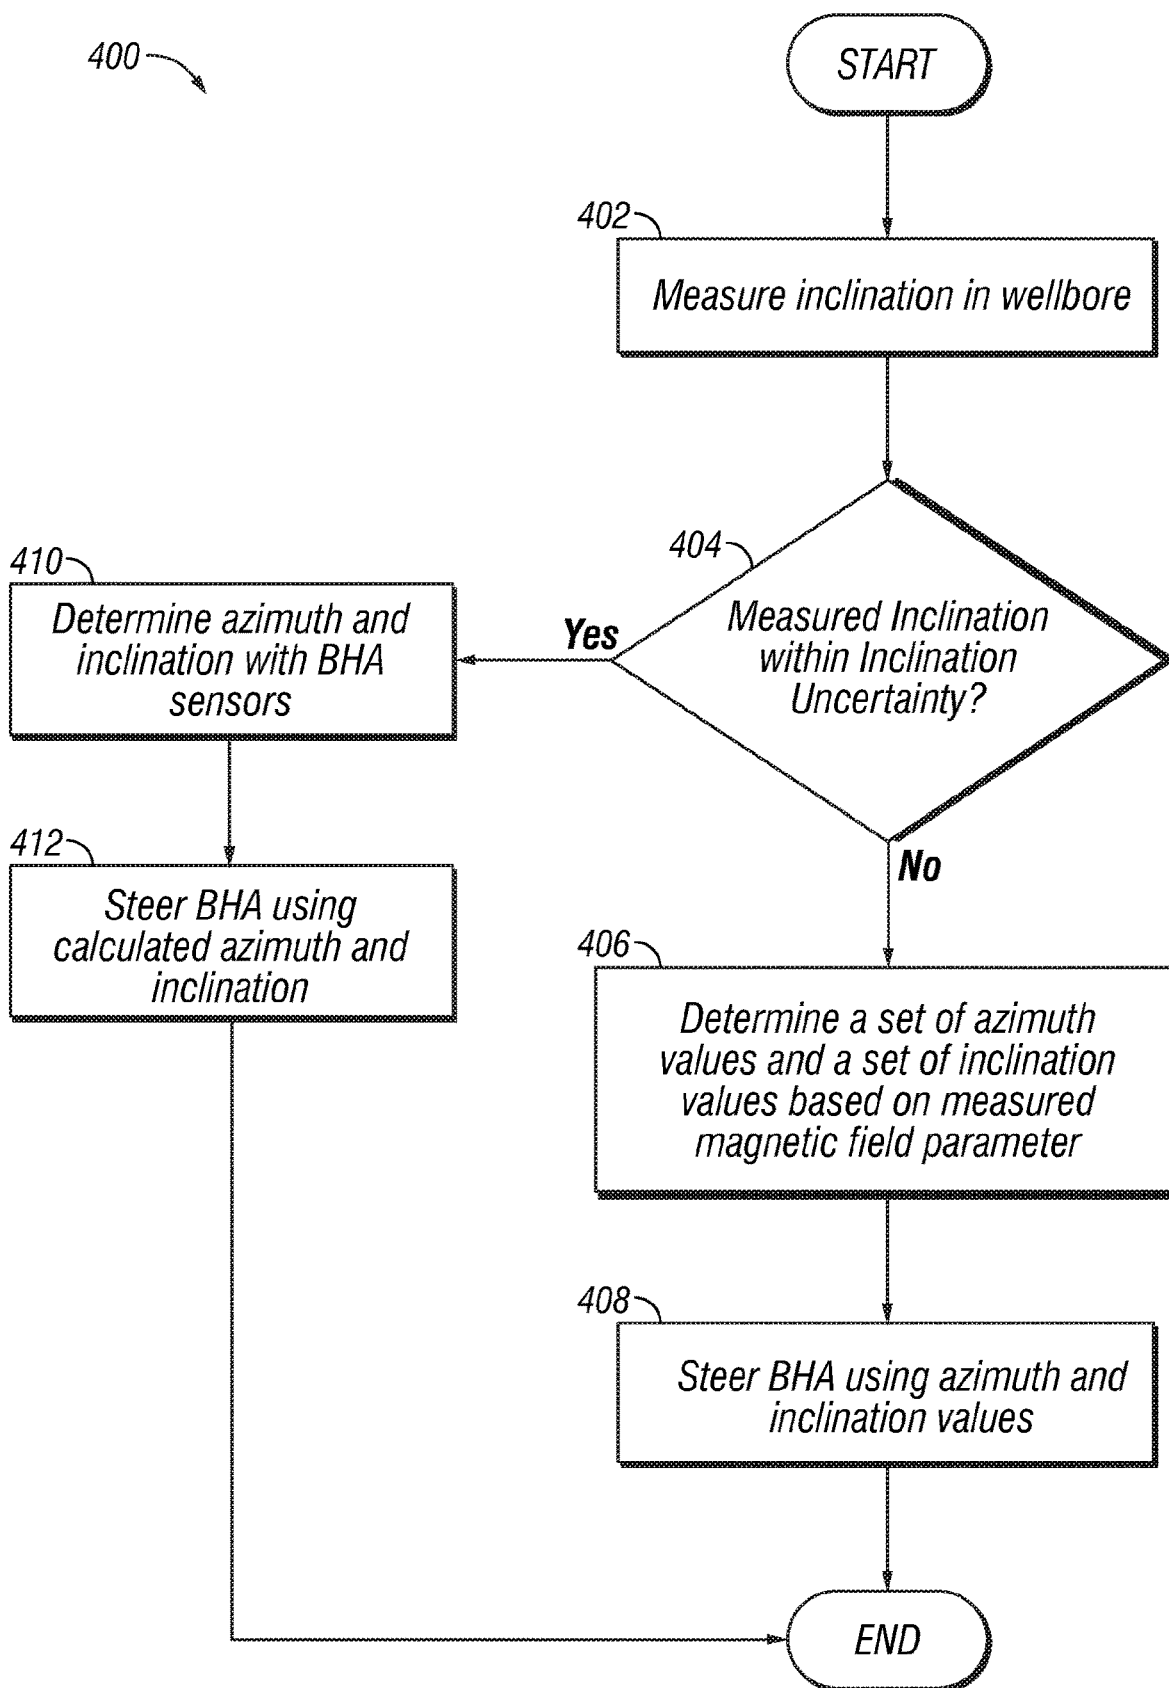 400
START
402
Measure inclination in wellbore
404
Measured Inclination
within Inclination
Uncertainty?
Yes
410
Determine azimuth and
inclination with BHA
sensors
412
Steer BHA using
calculated azimuth and
inclination
No
406
Determine a set of azimuth
values and a set of inclination
values based on measured
magnetic field parameter
408
Steer BHA using azimuth and
inclination values
END